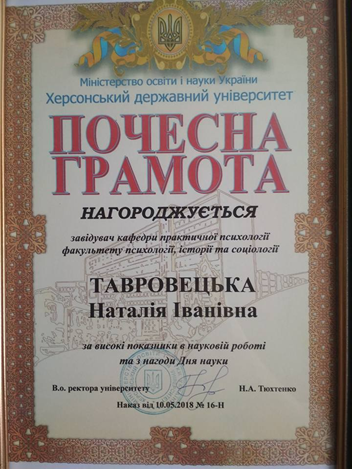 Міністерство освіти і науки України
Херсонський державний університет
ПОЧЕСНА
ГРАМОТА
НАГОРОДЖУЄТЬСЯ
завідувач кафедри практичної психології
факультету психології, історії та соціології
ТАВРОВЕЦЬКА
Наталія Іванівна
за високі показники в науковій роботі
та з нагоди Дня науки
В.о. ректора університету Н.А. Тюхтенко
Наказ від 10.05.2018 № 16-Н